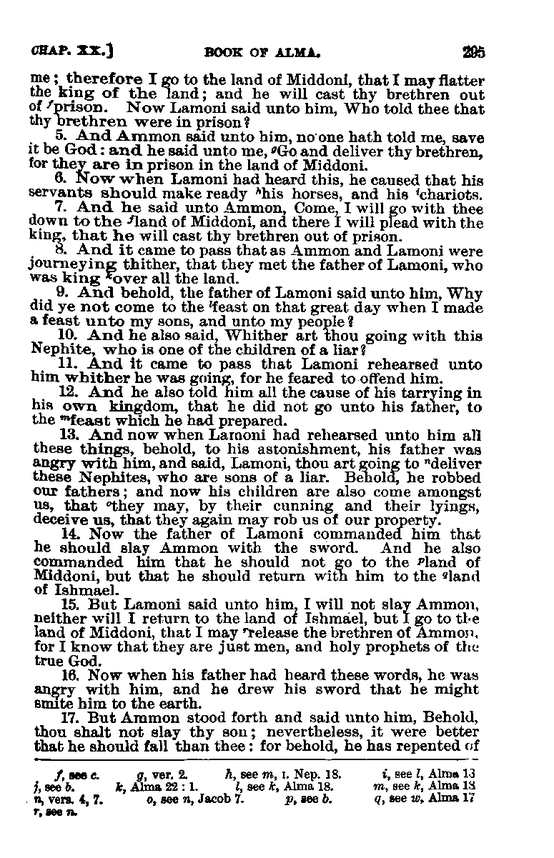 CHAP. XX.] BOOK OF ALMA. 295
me; therefore I go to the land of Middoni, that I may flatter
the king of the land; and he will cast thy brethren out
of ᶠprison. Now Lamoni said unto him, Who told thee that
thy brethren were in prison?
5. And Ammon said unto him, no one hath told me, save
it be God: and he said unto me, ᵍGo and deliver thy brethren,
for they are in prison in the land of Middoni.
6. Now when Lamoni had heard this, he caused that his
servants should make ready ʰhis horses, and his ⁱchariots.
7. And he said unto Ammon, Come, I will go with thee
down to the ʲland of Middoni, and there I will plead with the
king, that he will cast thy brethren out of prison.
8. And it came to pass that as Ammon and Lamoni were
journeying thither, that they met the father of Lamoni, who
was king ᵏover all the land.
9. And behold, the father of Lamoni said unto him, Why
did ye not come to the ˡfeast on that great day when I made
a feast unto my sons, and unto my people?
10. And he also said, Whither art thou going with this
Nephite, who is one of the children of a liar?
11. And it came to pass that Lamoni rehearsed unto
him whither he was going, for he feared to offend him.
12. And he also told him all the cause of his tarrying in
his own kingdom, that he did not go unto his father, to
the ᵐfeast which he had prepared.
13. And now when Lamoni had rehearsed unto him all
these things, behold, to his astonishment, his father was
angry with him, and said, Lamoni, thou art going to ⁿdeliver
these Nephites, who are sons of a liar. Behold, he robbed
our fathers; and now his children are also come amongst
us, that ᵒthey may, by their cunning and their lyings,
deceive us, that they again may rob us of our property.
14. Now the father of Lamoni commanded him that
he should slay Ammon with the sword. And he also
commanded him that he should not go to the ᵖland of
Middoni, but that he should return with him to the qland
of Ishmael.
15. But Lamoni said unto him, I will not slay Ammon,
neither will I return to the land of Ishmael, but I go to the
land of Middoni, that I may ʳrelease the brethren of Ammon,
for I know that they are just men, and holy prophets of the
true God.
16. Now when his father had heard these words, he was
angry with him, and he drew his sword that he might
smite him to the earth.
17. But Ammon stood forth and said unto him, Behold,
thou shalt not slay thy son; nevertheless, it were better
that he should fall than thee: for behold, he has repented of
f, see c. g, ver. 2. h, see m, I. Nep. 18. i, see l, Alma 18
j, see b. k, Alma 22 : 1. l, see k, Alma 18. m, see k, Alma 18
n, vers. 4, 7. o, see n, Jacob 7. p, see b. q, see w, Alma 17
r, see n.